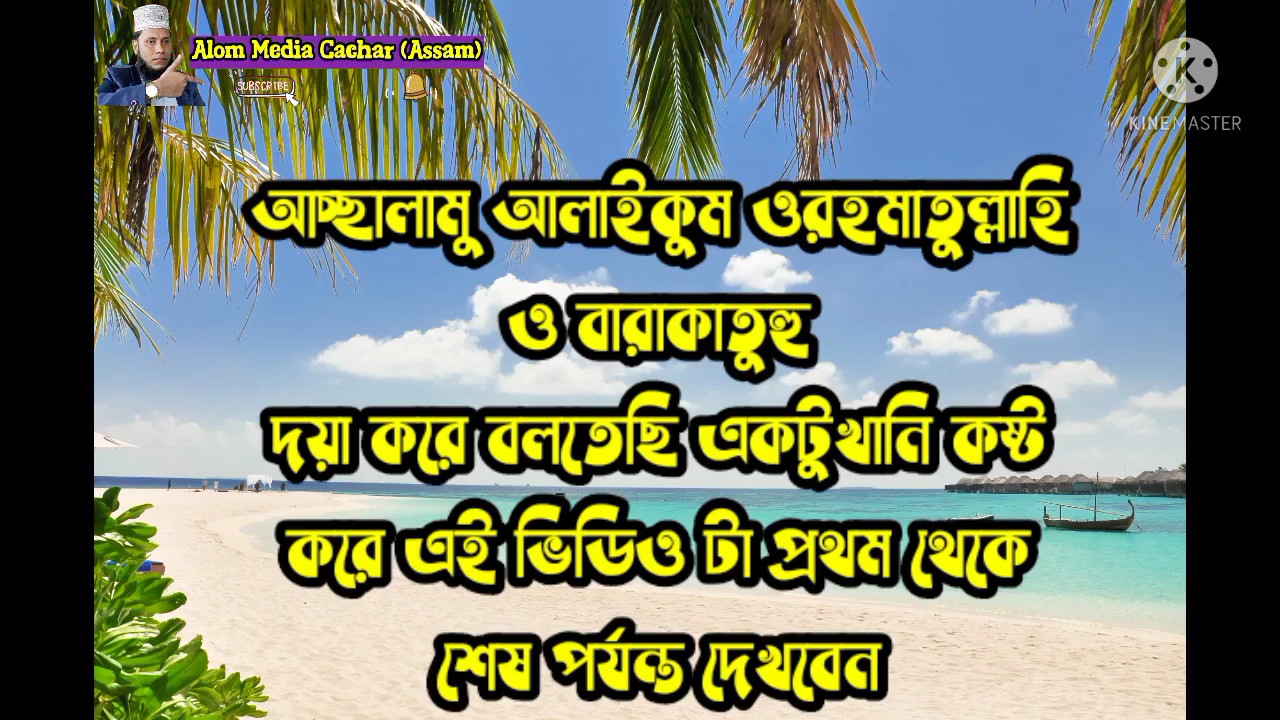 Alom Media Cachar (Assam)
SUBSCRIBE
KINEMASTER
আচ্ছালামু আলাইকুম ওরহমাতুল্লাহি
ও বারাকাতুহু
দয়া করে বলতেছি একটুখানি কষ্ট
করে এই ভিডিও টা প্রথম থেকে
শেষ পর্যন্ত দেখবেন